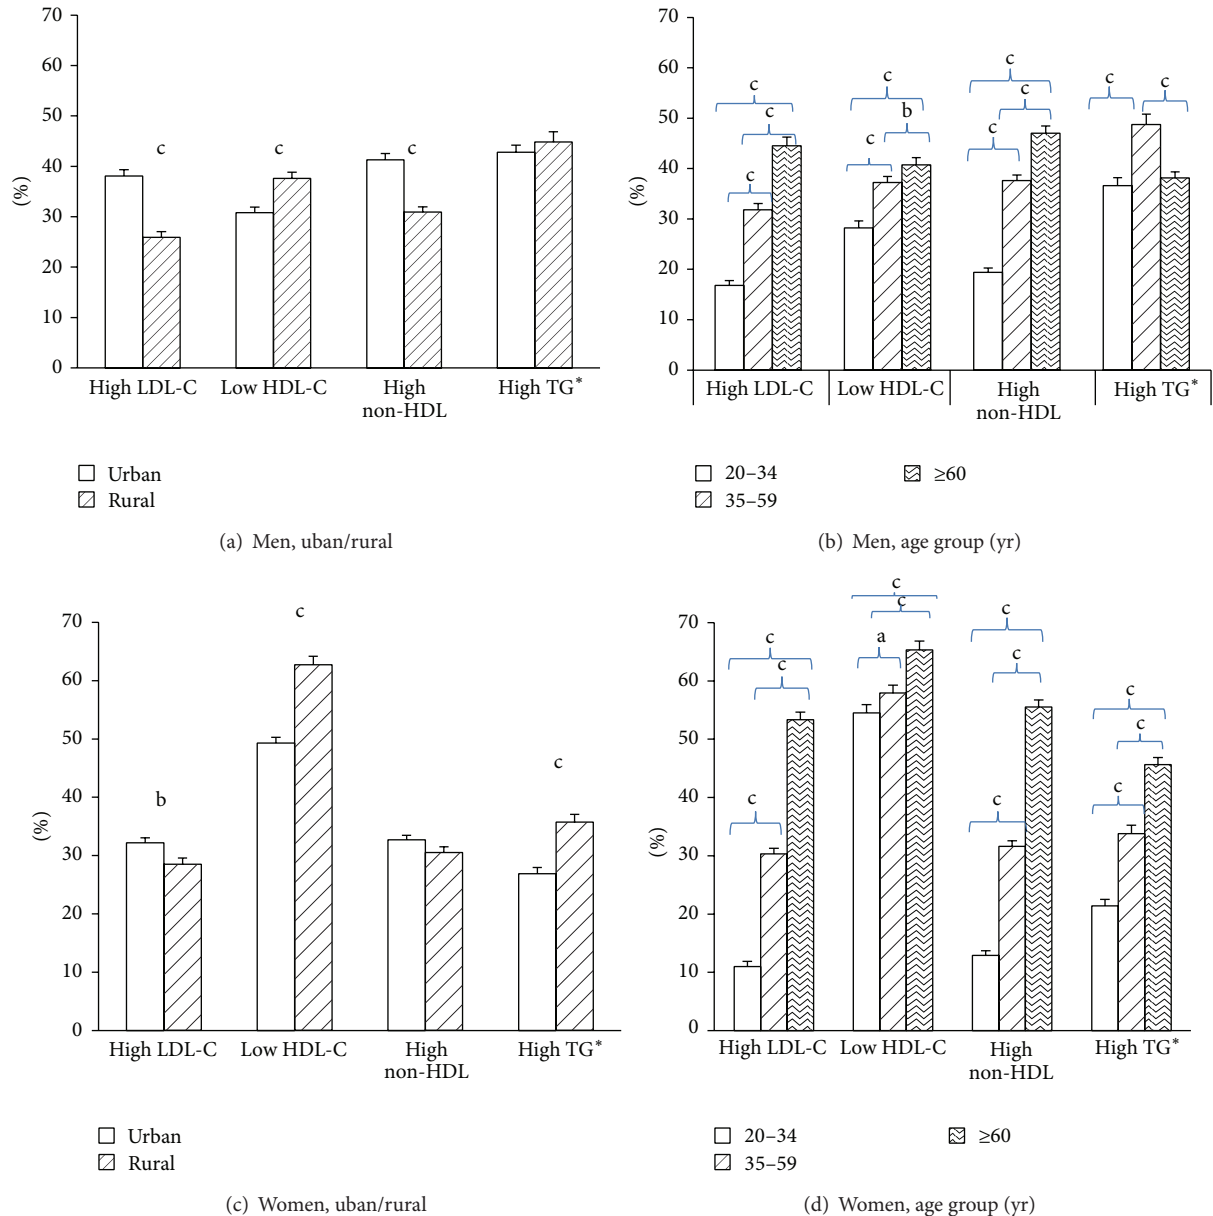 70
60
50
40
30
20
10
0
(%)
c
c
c
High LDL-C
Low HDL-C
High
non-HDL
High TG*
Urban
Rural
(a) Men, uban/rural
70
60
50
40
30
20
10
0
(%)
c
c
c
c
b
c
c
c
c
c
c
High LDL-C
Low HDL-C
High
non-HDL
High TG*
20–34
35–59
≥60
(b) Men, age group (yr)
70
60
50
40
30
20
10
0
(%)
b
c
c
High LDL-C
Low HDL-C
High
non-HDL
High TG*
Urban
Rural
(c) Women, uban/rural
70
60
50
40
30
20
10
0
(%)
c
c
c
c
c
a
c
c
c
c
c
c
High LDL-C
Low HDL-C
High
non-HDL
High TG*
20–34
35–59
≥60
(d) Women, age group (yr)